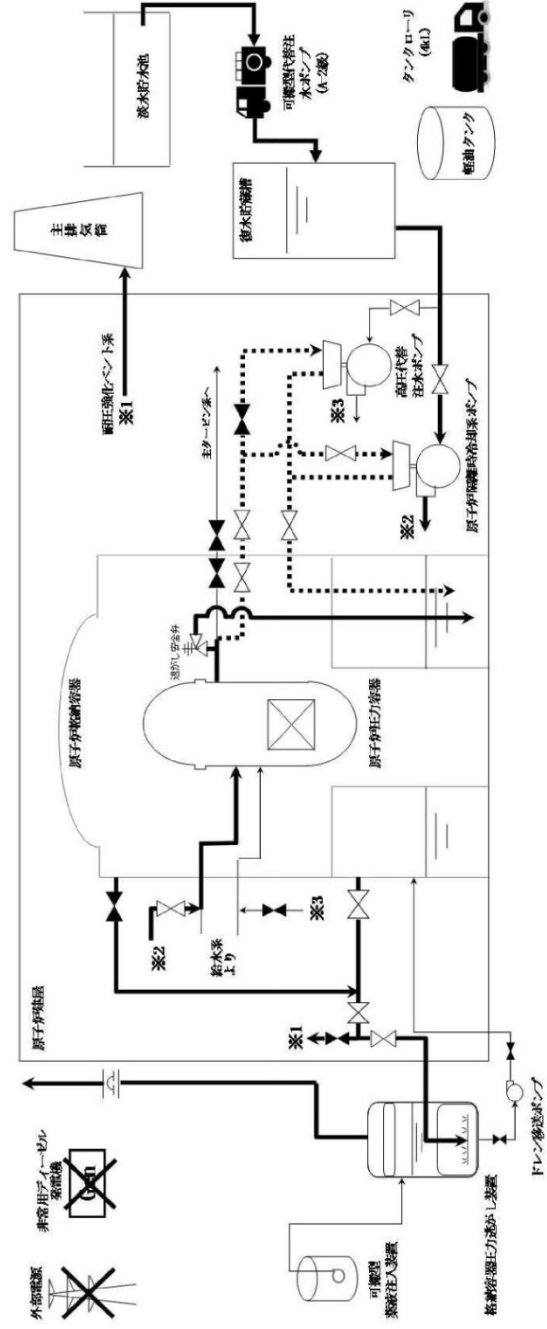 外部電源
非常用ディーゼル
発電機
Gen
可搬型
薬液注入装置
格納容器圧力逃がし装置
ドレン移送ポンプ
原子炉建屋
※1
※2
給水系
より
※3
原子炉格納容器
逃がし安全弁
原子炉圧力容器
主タービン系へ
耐圧強化ベント系
※1
※3
高圧代替
注水ポンプ
※2
原子炉隔離時冷却系ポンプ
主
排
気
筒
淡水貯水池
可搬型代替注
水ポンプ
(A-2級)
復水貯蔵槽
タンクローリ
(4kL)
軽油タンク